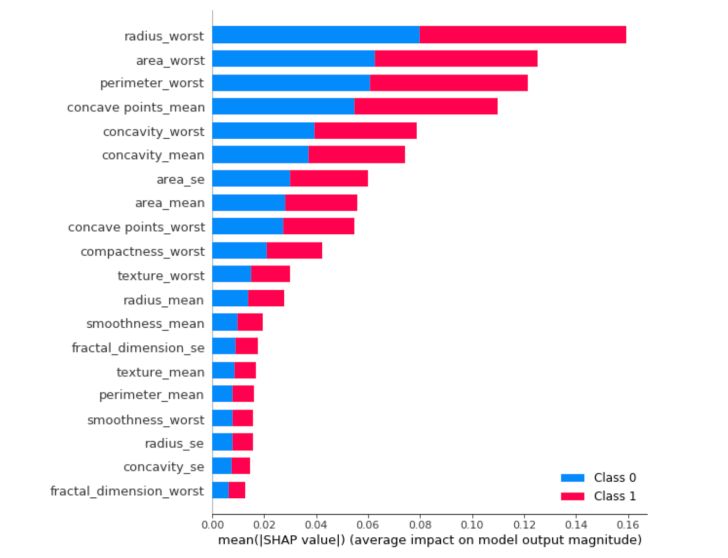 radius_worst
area_worst
perimeter_worst
concave points_mean
concavity_worst
concavity_mean
area_se
area_mean
concave points_worst
compactness_worst
texture_worst
radius_mean
smoothness_mean
fractal_dimension_se
texture_mean
perimeter_mean
smoothness_worst
radius_se
concavity_se
fractal_dimension_worst
Class 0
Class 1
0.00 0.02 0.04 0.06 0.08 0.10 0.12 0.14 0.16
mean(|SHAP value|) (average impact on model output magnitude)